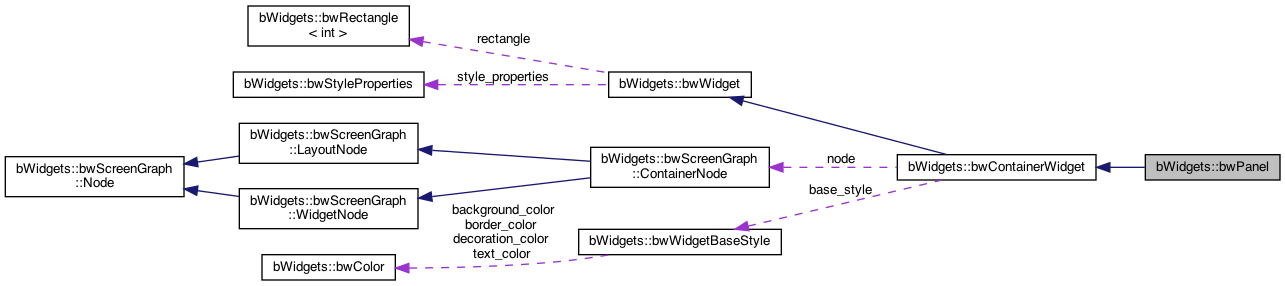 bWidgets::bwRectangle
< int >
rectangle
bWidgets::bwStyleProperties
style_properties
bWidgets::bwWidget
bWidgets::bwScreenGraph
::LayoutNode
bWidgets::bwScreenGraph
::Node
bWidgets::bwScreenGraph
::ContainerNode
node
bWidgets::bwContainerWidget
bWidgets::bwPanel
bWidgets::bwScreenGraph
::WidgetNode
base_style
background_color
border_color
decoration_color
text_color
bWidgets::bwWidgetBaseStyle
bWidgets::bwColor